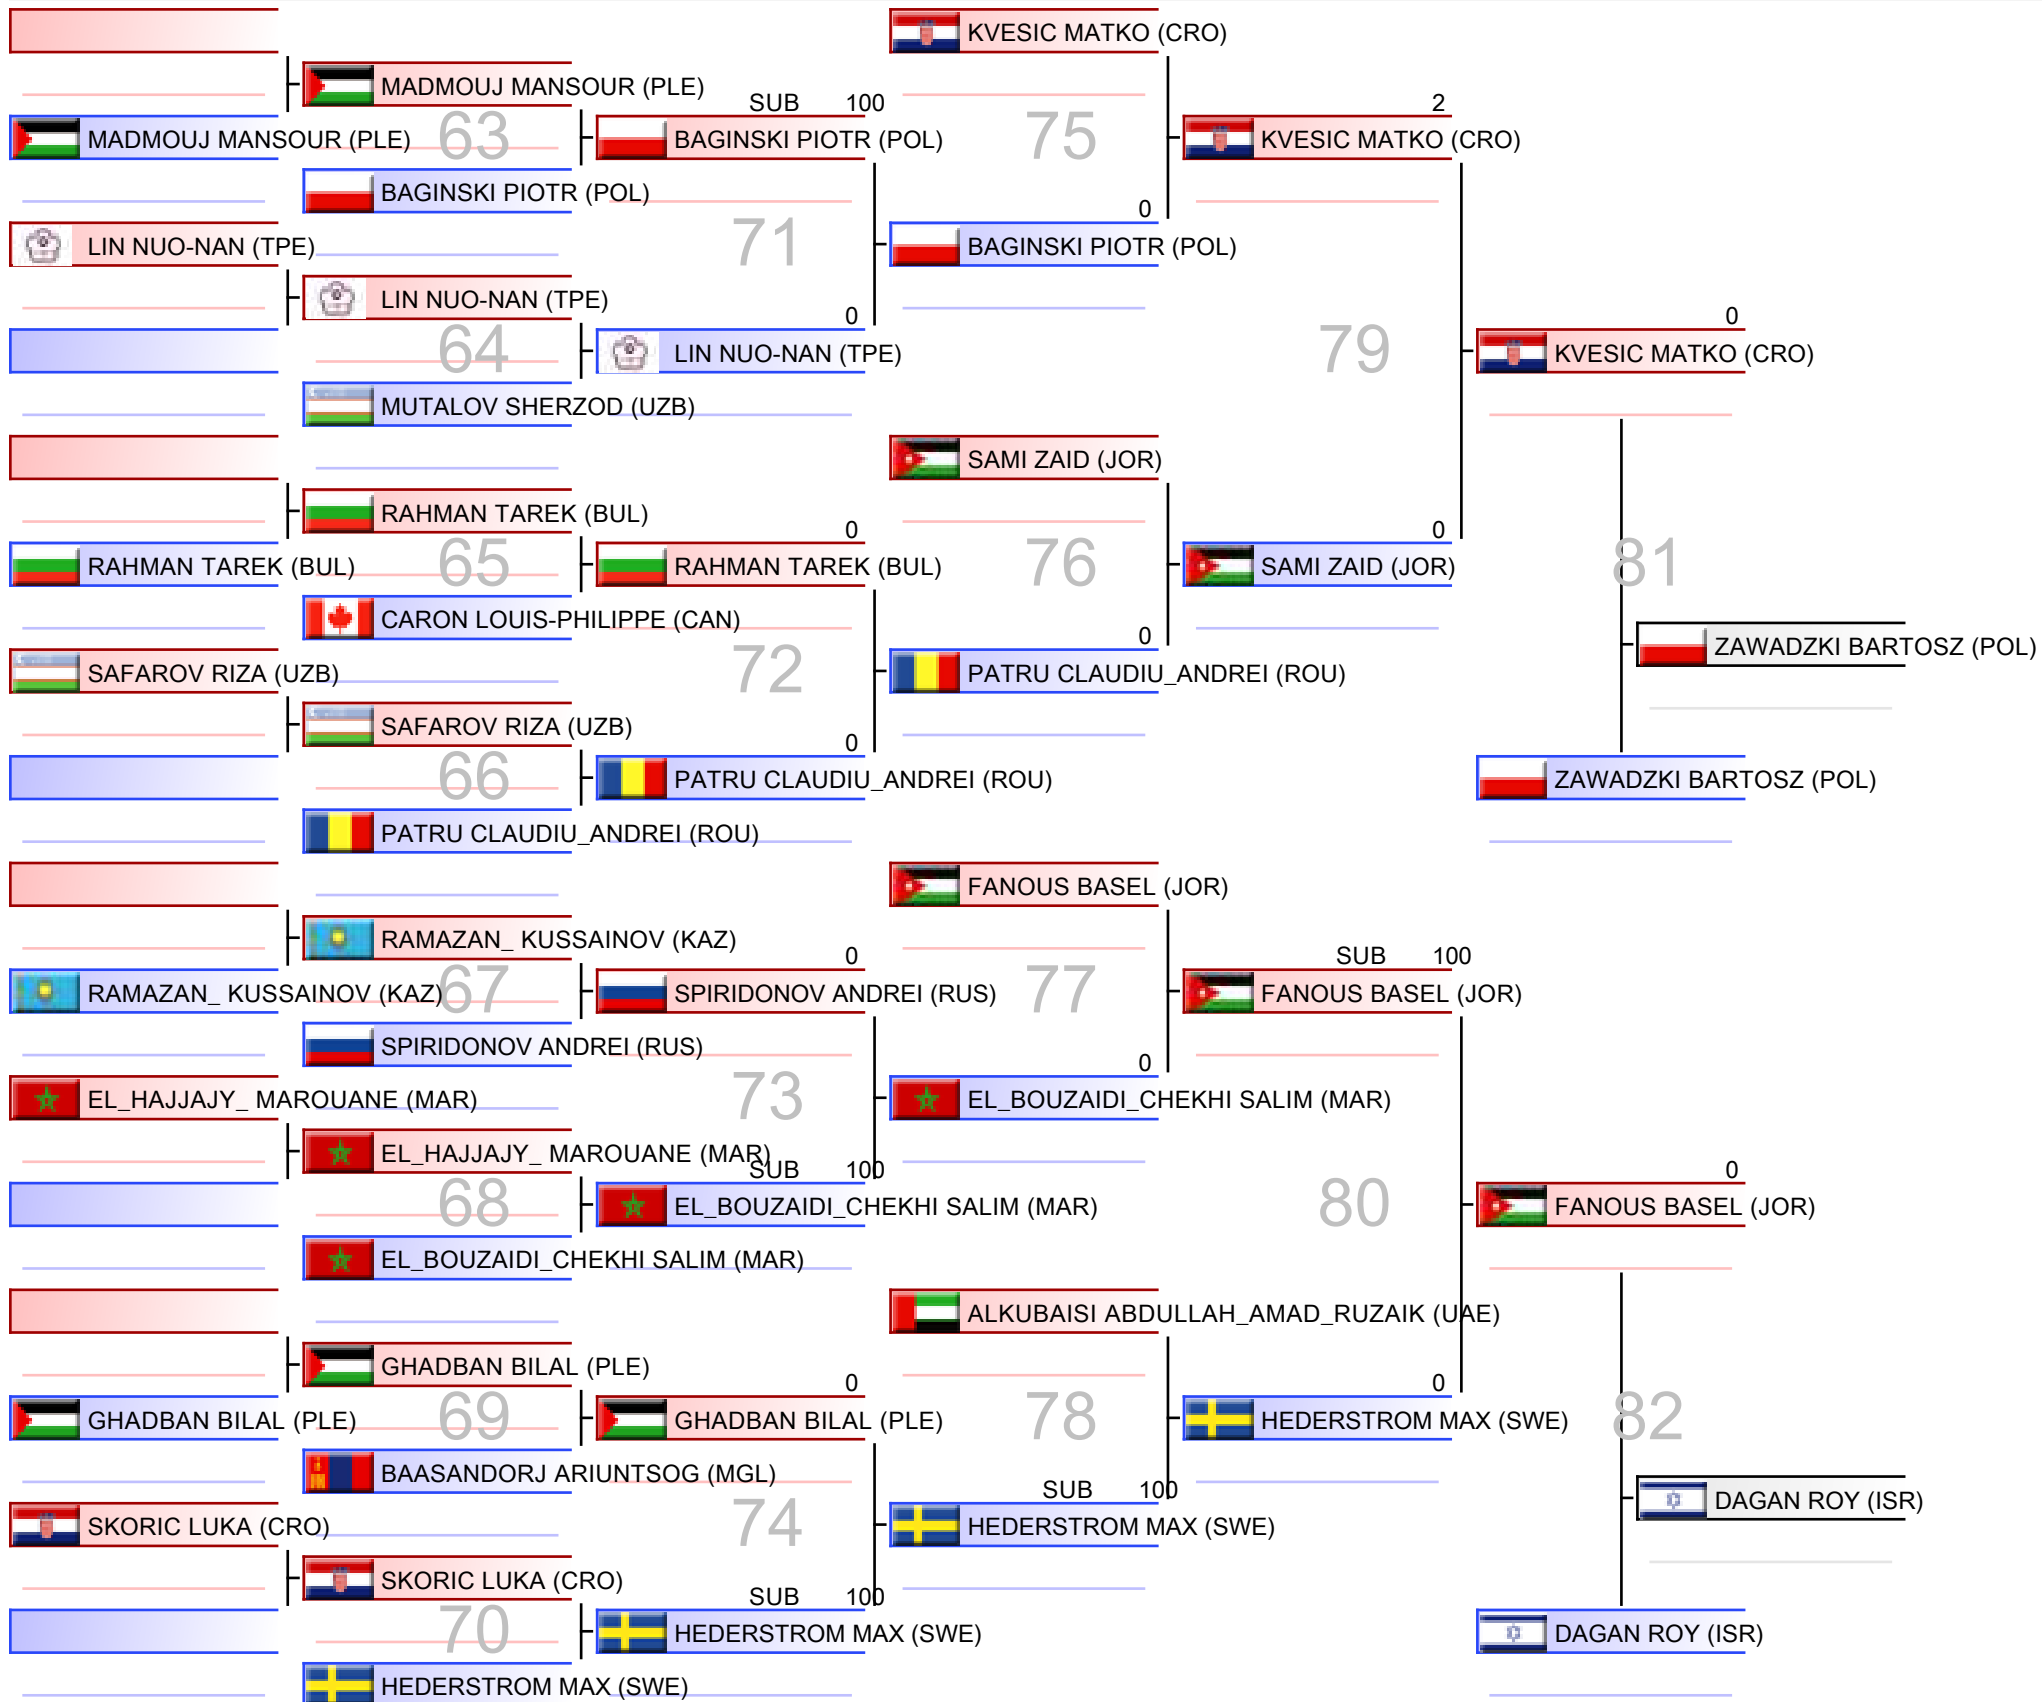 KVESIC MATKO (CRO)
MADMOUJ MANSOUR (PLE)
SUB 100
2
MADMOUJ MANSOUR (PLE)
63
BAGINSKI PIOTR (POL)
75
KVESIC MATKO (CRO)
BAGINSKI PIOTR (POL)
0
LIN NUO-NAN (TPE)
71
BAGINSKI PIOTR (POL)
LIN NUO-NAN (TPE)
0
0
64
LIN NUO-NAN (TPE)
79
KVESIC MATKO (CRO)
MUTALOV SHERZOD (UZB)
SAMI ZAID (JOR)
RAHMAN TAREK (BUL)
0
0
RAHMAN TAREK (BUL)
65
RAHMAN TAREK (BUL)
76
SAMI ZAID (JOR)
81
CARON LOUIS-PHILIPPE (CAN)
0
ZAWADZKI BARTOSZ (POL)
SAFAROV RIZA (UZB)
72
PATRU CLAUDIU_ANDREI (ROU)
SAFAROV RIZA (UZB)
0
66
PATRU CLAUDIU_ANDREI (ROU)
ZAWADZKI BARTOSZ (POL)
PATRU CLAUDIU_ANDREI (ROU)
FANOUS BASEL (JOR)
RAMAZAN_ KUSSAINOV (KAZ)
0
SUB 100
RAMAZAN_ KUSSAINOV (KAZ)
67
SPIRIDONOV ANDREI (RUS)
77
FANOUS BASEL (JOR)
SPIRIDONOV ANDREI (RUS)
0
EL_HAJJAJY_ MAROUANE (MAR)
73
EL_BOUZAIDI_CHEKHI SALIM (MAR)
EL_HAJJAJY_ MAROUANE (MAR)
SUB 100
0
68
EL_BOUZAIDI_CHEKHI SALIM (MAR)
80
FANOUS BASEL (JOR)
EL_BOUZAIDI_CHEKHI SALIM (MAR)
ALKUBAISI ABDULLAH_AMAD_RUZAIK (UAE)
GHADBAN BILAL (PLE)
0
0
GHADBAN BILAL (PLE)
69
GHADBAN BILAL (PLE)
78
HEDERSTROM MAX (SWE)
82
BAASANDORJ ARIUNTSOG (MGL)
SUB 100
DAGAN ROY (ISR)
SKORIC LUKA (CRO)
74
HEDERSTROM MAX (SWE)
SKORIC LUKA (CRO)
SUB 100
70
HEDERSTROM MAX (SWE)
DAGAN ROY (ISR)
HEDERSTROM MAX (SWE)